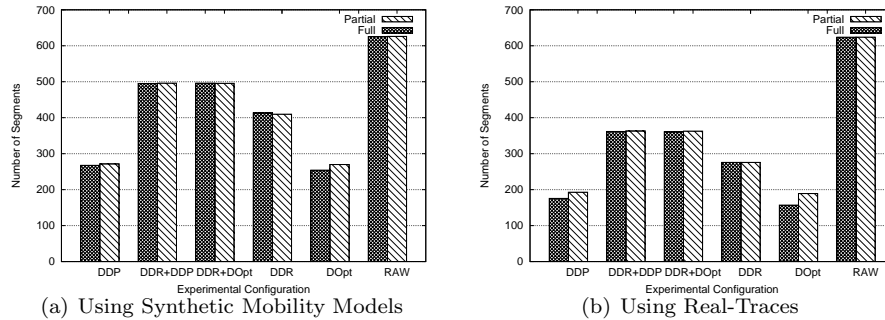 700
600
500
400
300
200
100
0
Number of Segments
Partial
Full
DDP
DDR+DDP
DDR+DOpt
DDR
DOpt
RAW
Experimental Configuration
(a) Using Synthetic Mobility Models
700
600
500
400
300
200
100
0
Number of Segments
Partial
Full
DDP
DDR+DDP
DDR+DOpt
DDR
DOpt
RAW
Experimental Configuration
(b) Using Real-Traces